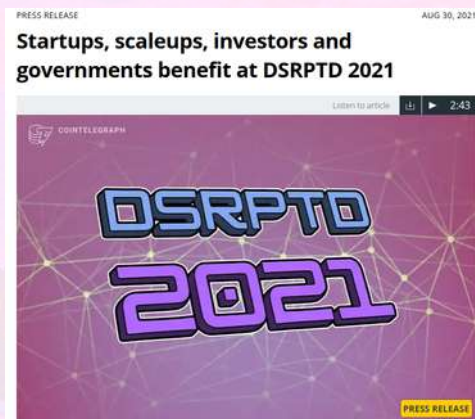 PRESS RELEASE
AUG 30, 2021
Startups, scaleups, investors and
governments benefit at DSRPTD 2021
Listen to article
2:43
COINTELEGRAPH
DSRPTD
2021
PRESS RELEASE